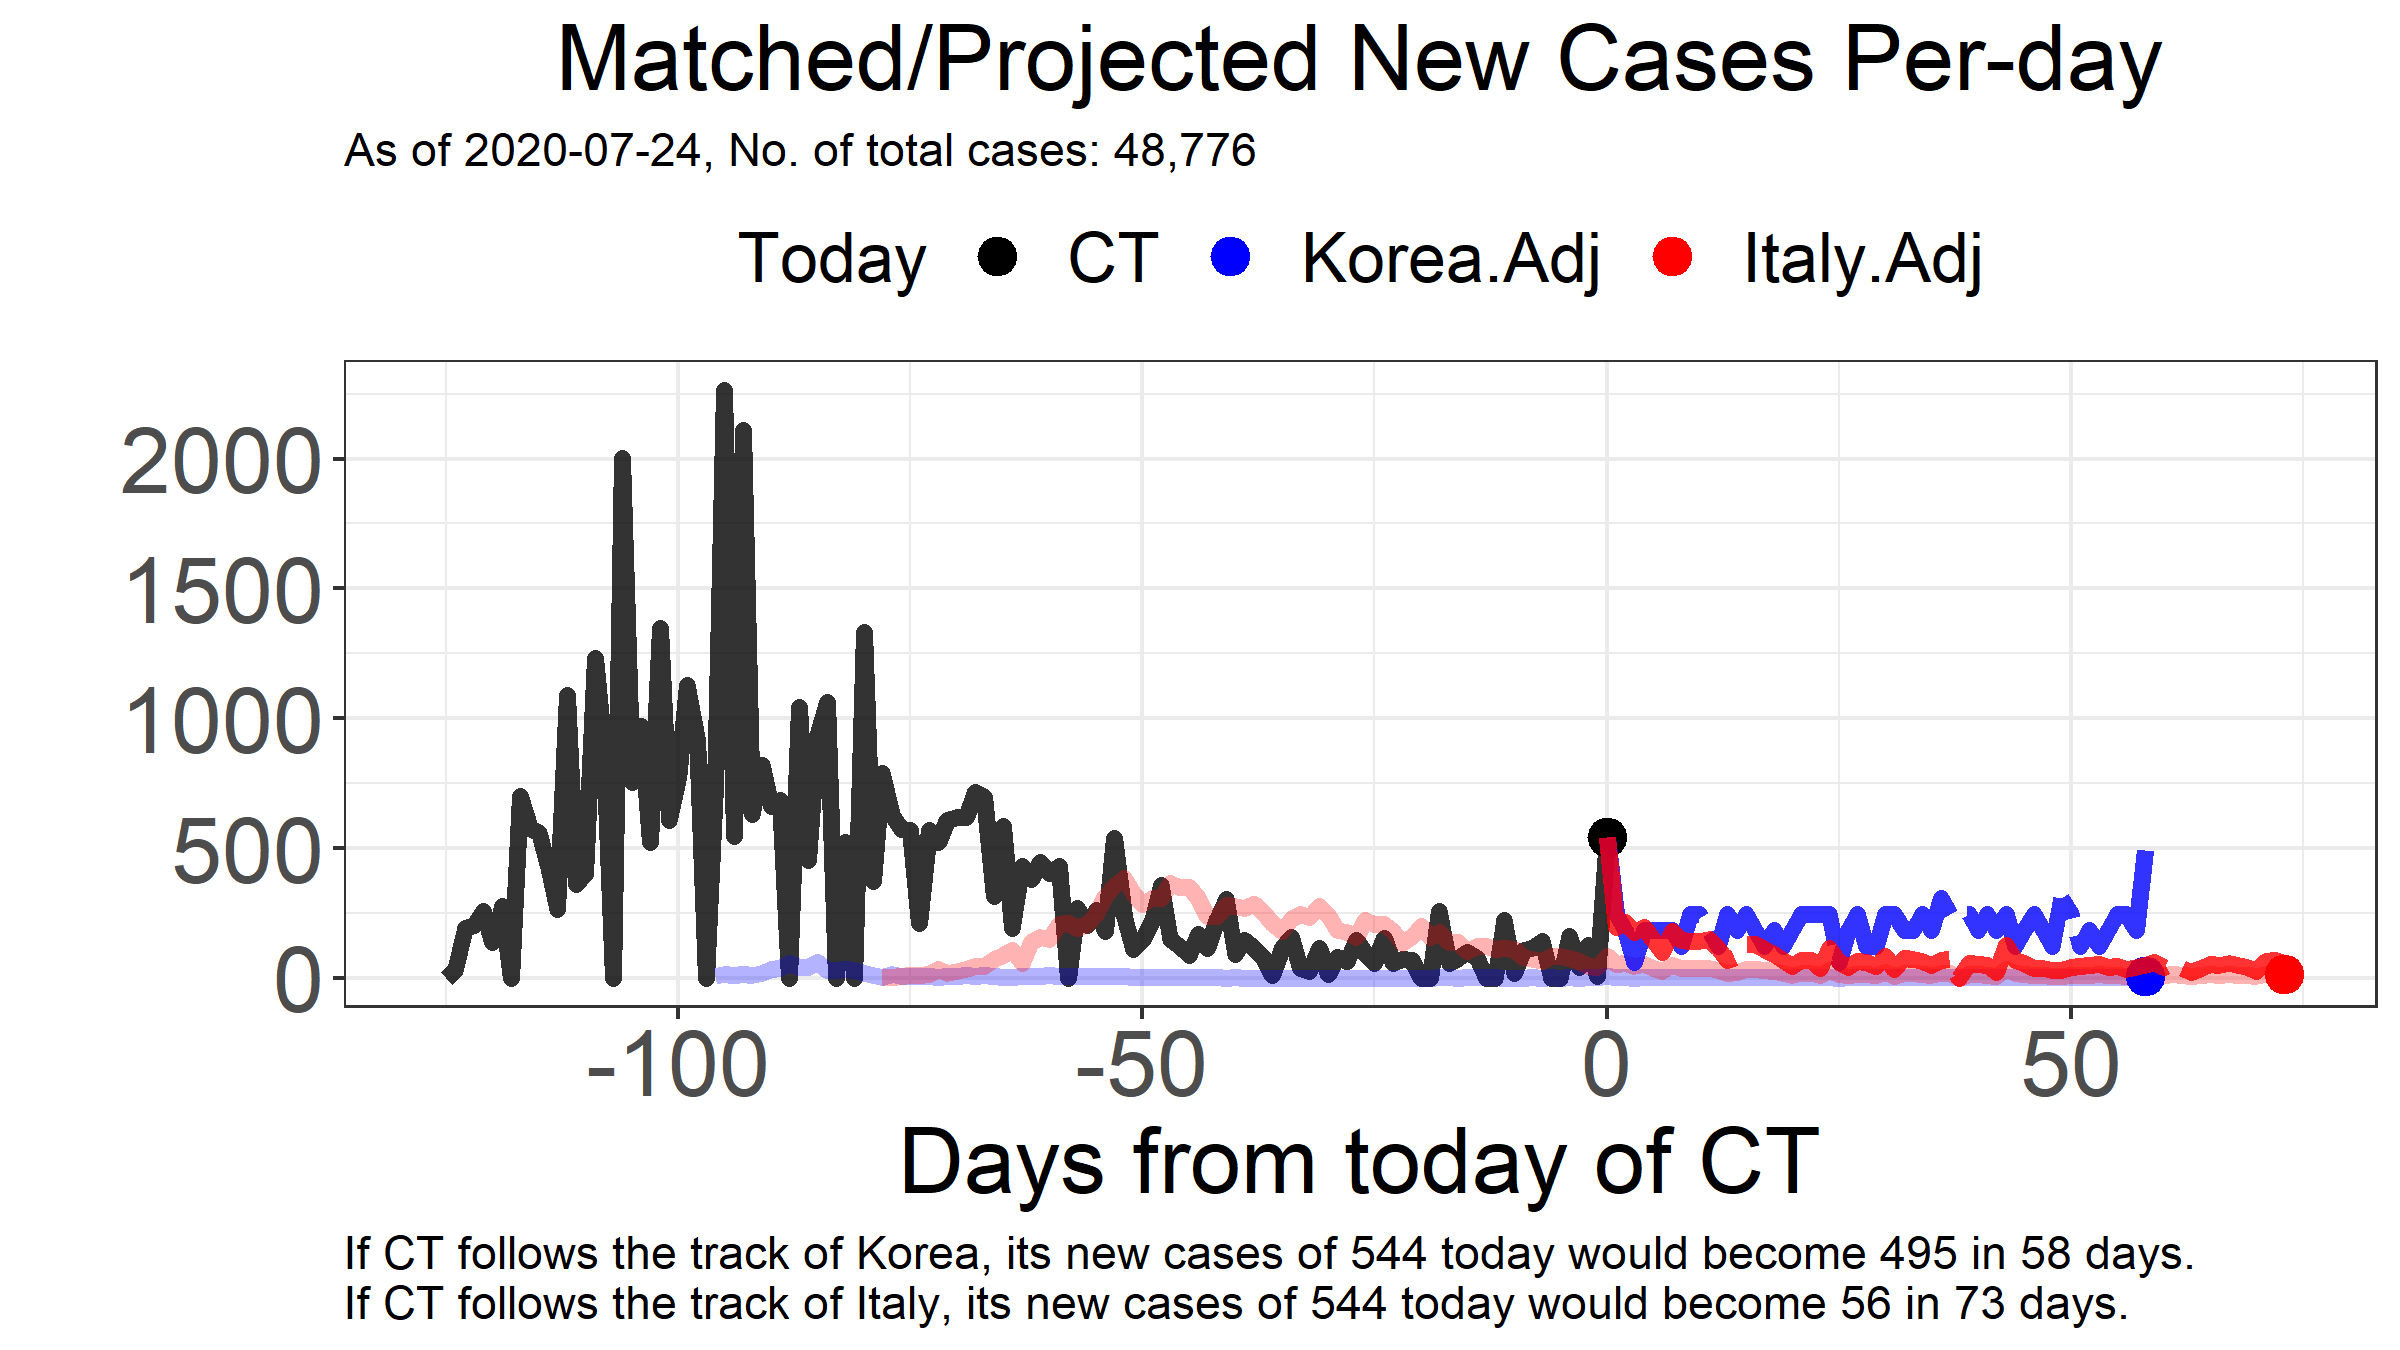 Matched/Projected New Cases Per-day
As of 2020-07-24, No. of total cases: 48,776
Today CT Korea.Adj Italy.Adj
2000
1500
1000
500
0
-100 -50 0 50
Days from today of CT
If CT follows the track of Korea, its new cases of 544 today would become 495 in 58 days.
If CT follows the track of Italy, its new cases of 544 today would become 56 in 73 days.